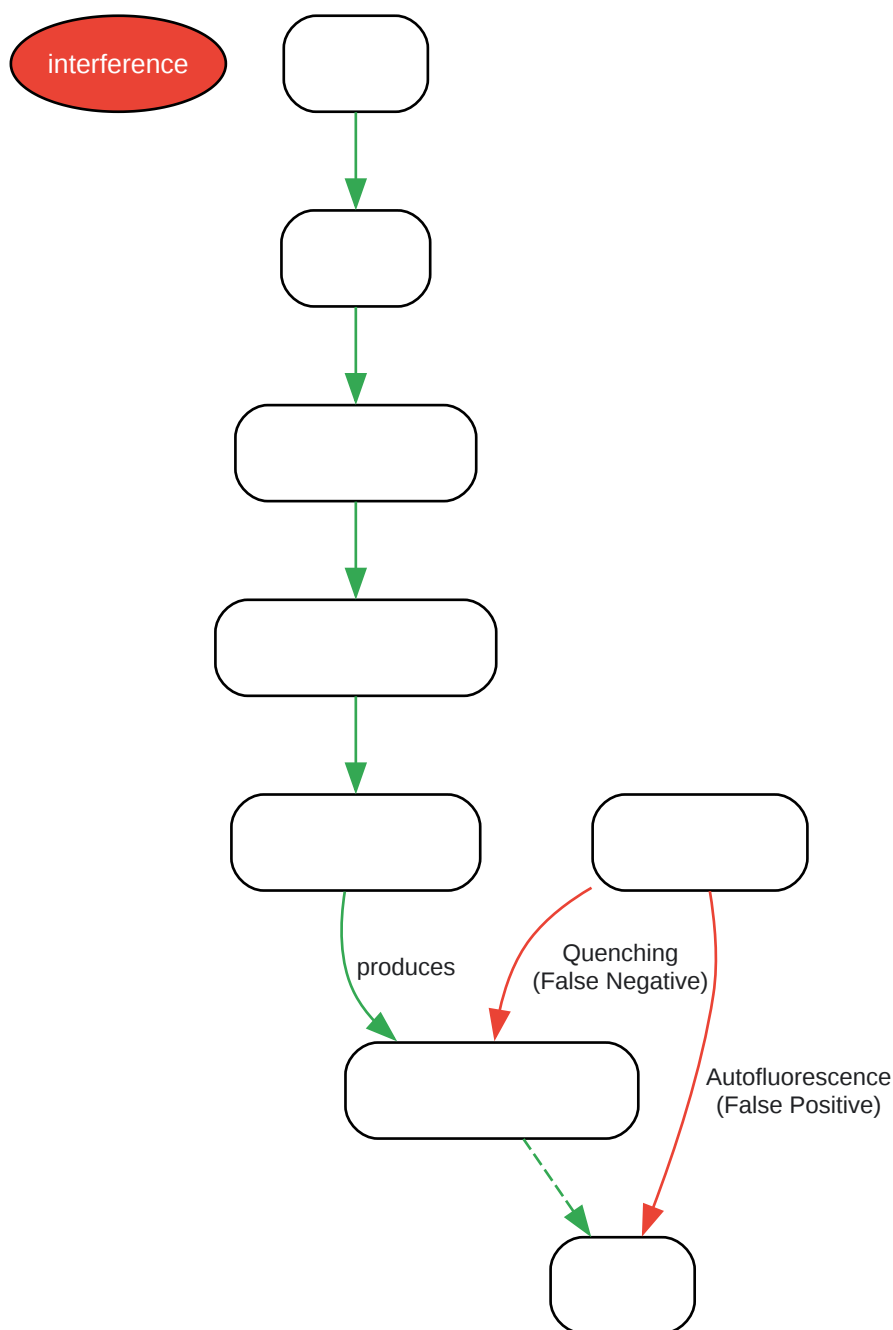 interference
produces
Quenching
(False Negative)
Autofluorescence
(False Positive)